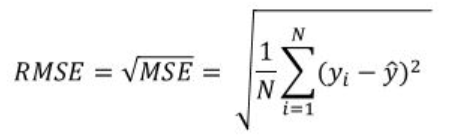 RMSE = √MSE = √(1/N ∑_{i=1}^{N} (y_i − ŷ)²)